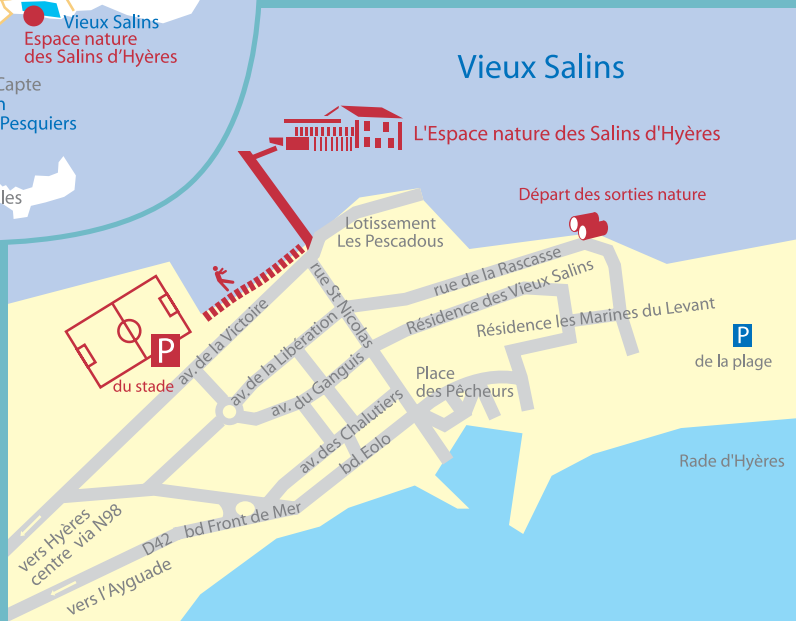 Vieux Salins
Espace nature
des Salins d'Hyères
Capte
n
Pesquiers
les
Vieux Salins
L'Espace nature des Salins d'Hyères
Départ des sorties nature
Lotissement
Les Pescadous
rue de la Rascasse
Résidence des Vieux Salins
Résidence les Marines du Levant
rue St Nicolas
av. de la Victoire
av. de la Libération
av. du Ganguis
P
du stade
P
de la plage
Place
des Pêcheurs
av. des Chalutiers
bd. Eolo
Rade d'Hyères
vers Hyères
centre via N98
D42 bd Front de Mer
vers l'Ayguade